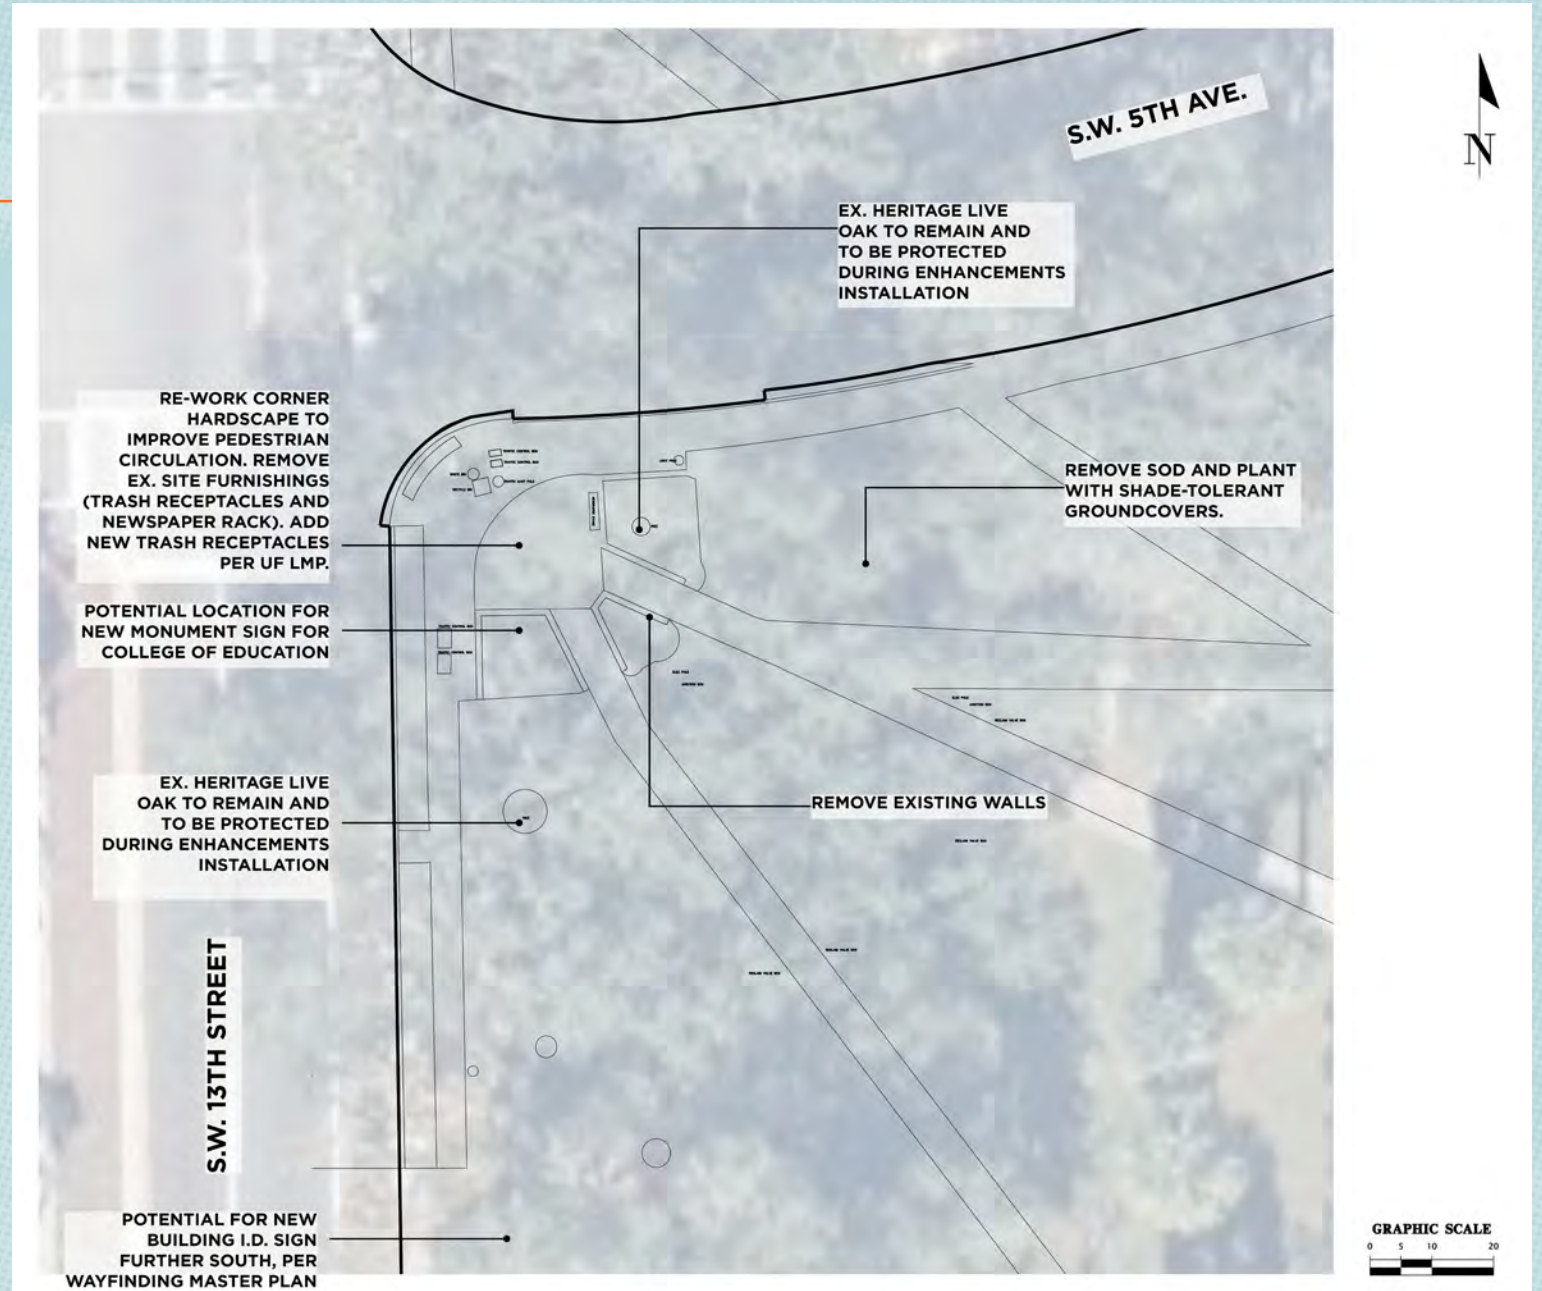 S.W. 5TH AVE.
N
EX. HERITAGE LIVE
OAK TO REMAIN AND
TO BE PROTECTED
DURING ENHANCEMENTS
INSTALLATION
RE-WORK CORNER
HARDSCAPE TO
IMPROVE PEDESTRIAN
CIRCULATION. REMOVE
EX. SITE FURNISHINGS
(TRASH RECEPTACLES AND
NEWSPAPER RACK). ADD
NEW TRASH RECEPTACLES
PER UF LMP.
REMOVE SOD AND PLANT
WITH SHADE-TOLERANT
GROUNDCOVERS.
POTENTIAL LOCATION FOR
NEW MONUMENT SIGN FOR
COLLEGE OF EDUCATION
EX. HERITAGE LIVE
OAK TO REMAIN AND
TO BE PROTECTED
DURING ENHANCEMENTS
INSTALLATION
REMOVE EXISTING WALLS
S.W. 13TH STREET
POTENTIAL FOR NEW
BUILDING I.D. SIGN
FURTHER SOUTH, PER
WAYFINDING MASTER PLAN
GRAPHIC SCALE
0 5 10 20